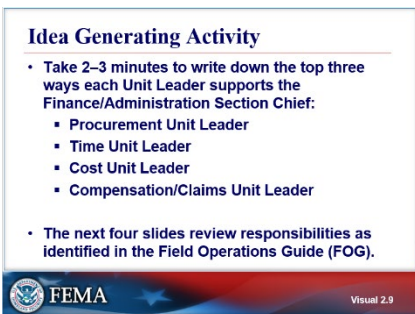 Idea Generating Activity
• Take 2–3 minutes to write down the top three
ways each Unit Leader supports the
Finance/Administration Section Chief:
▪ Procurement Unit Leader
▪ Time Unit Leader
▪ Cost Unit Leader
▪ Compensation/Claims Unit Leader
• The next four slides review responsibilities as
identified in the Field Operations Guide (FOG).
FEMA
Visual 2.9